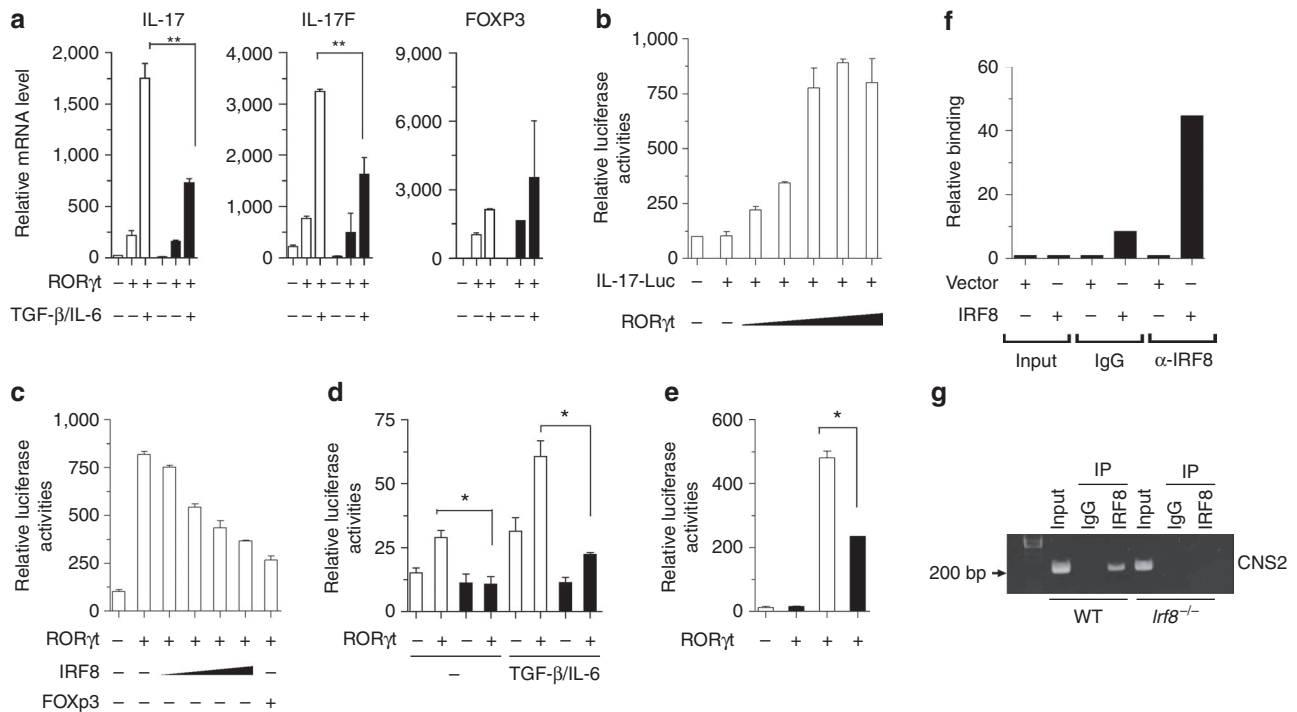 a
IL-17
IL-17F
FOXP3
Relative mRNA level
2,000
1,500
1,000
500
0
**
4,000
3,000
2,000
1,000
0
**
9,000
6,000
3,000
0
RORγt
– + + – + +
– + + – + +
– + + – + +
TGF-β/IL-6
– – + – – +
– – + – – +
– – + – – +
b
Relative luciferase
activities
1,000
750
500
250
100
0
IL-17-Luc
– + + + + + +
RORγt
– –
f
Relative binding
60
40
20
0
Vector
+ – + – + –
IRF8
– + – + – +
Input
IgG
α-IRF8
c
Relative luciferase
activities
1,000
750
500
250
0
RORγt
– + + + + + +
IRF8
– – –
FOXp3
– – – – – – +
d
Relative luciferase
activities
75
50
25
0
*
*
RORγt
– + – + – + – +
–
TGF-β/IL-6
e
Relative luciferase
activities
600
400
200
0
*
RORγt
– + + +
g
IP
IP
Input
IgG
IRF8
Input
IgG
IRF8
200 bp
CNS2
WT
Irf8–/–